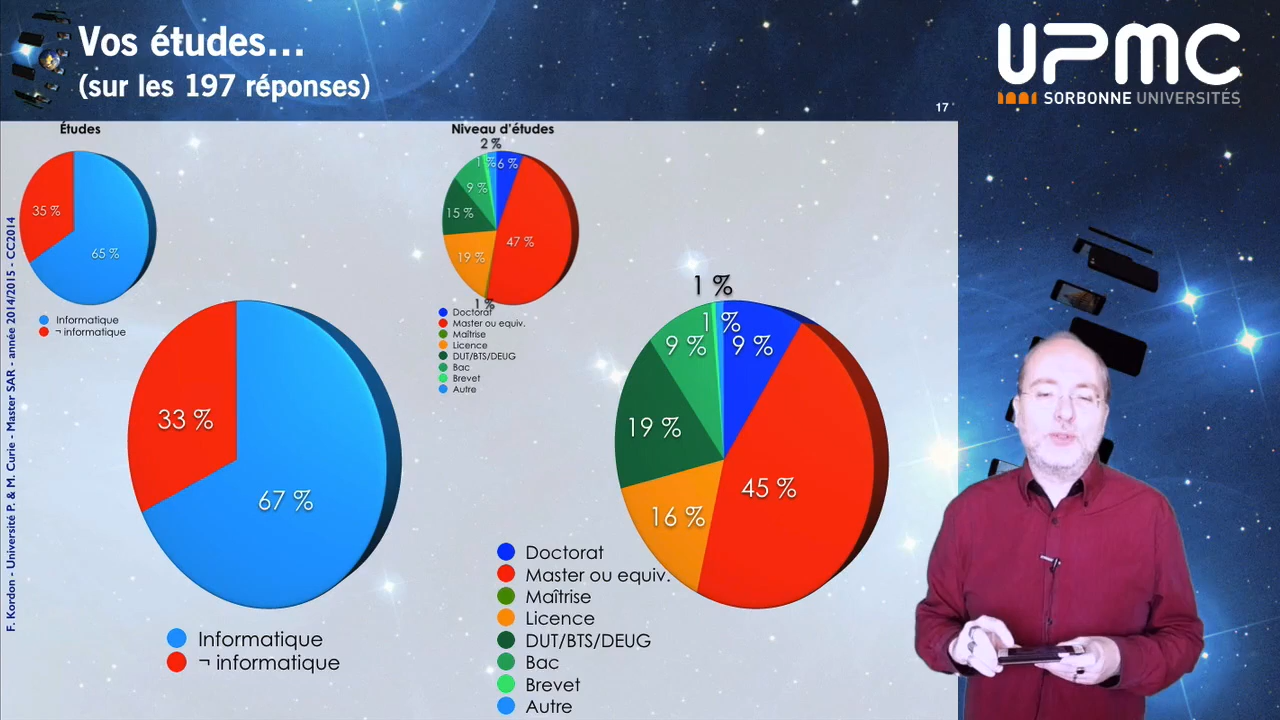 Vos études...
(sur les 197 réponses)
UPMC
SORBONNE UNIVERSITÉS
17
F. Kordon - Université P. & M. Curie - Master SAR - année 2014/2015 - CC2014
Études
35 %
65 %
Informatique
¬ informatique
Niveau d'études
2 %
1 %
6 %
9 %
15 %
47 %
19 %
1 %
Doctorat
Master ou equiv.
Maîtrise
Licence
DUT/BTS/DEUG
Bac
Brevet
Autre
33 %
67 %
Informatique
¬ informatique
1 %
1 %
9 %
9 %
19 %
45 %
16 %
Doctorat
Master ou equiv.
Maîtrise
Licence
DUT/BTS/DEUG
Bac
Brevet
Autre